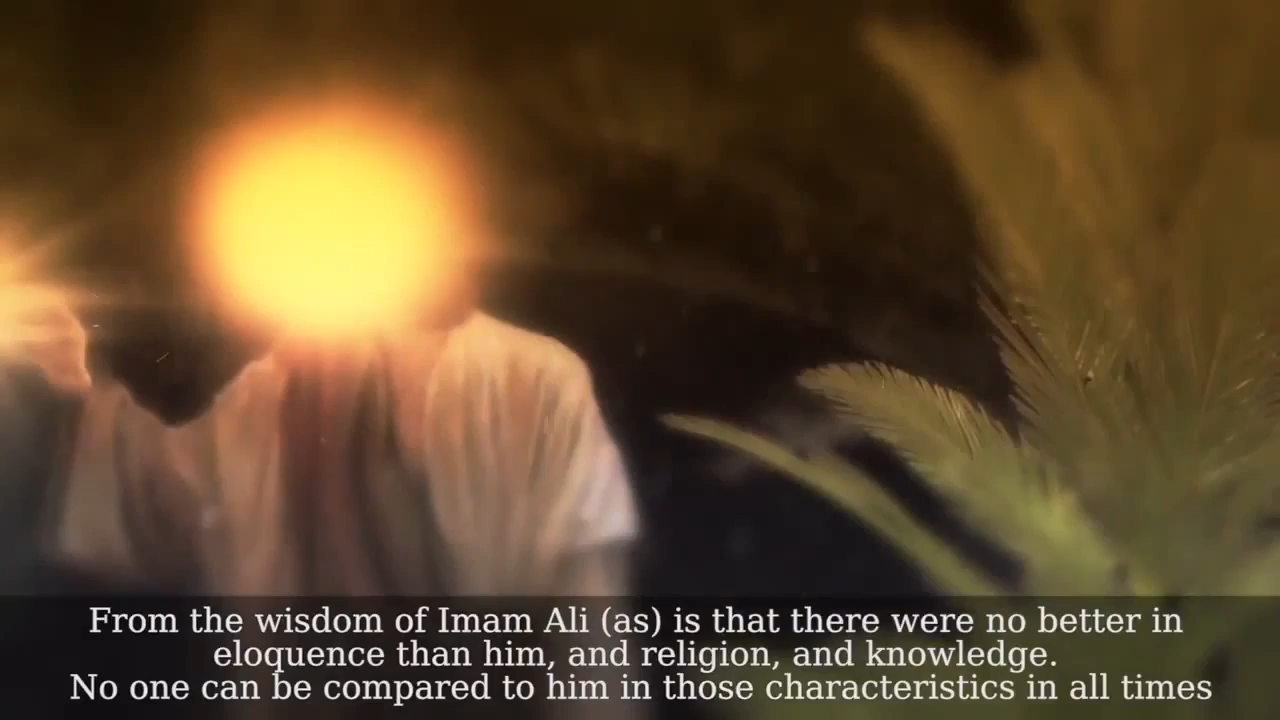 From the wisdom of Imam Ali (as) is that there were no better in
eloquence than him, and religion, and knowledge.
No one can be compared to him in those characteristics in all times